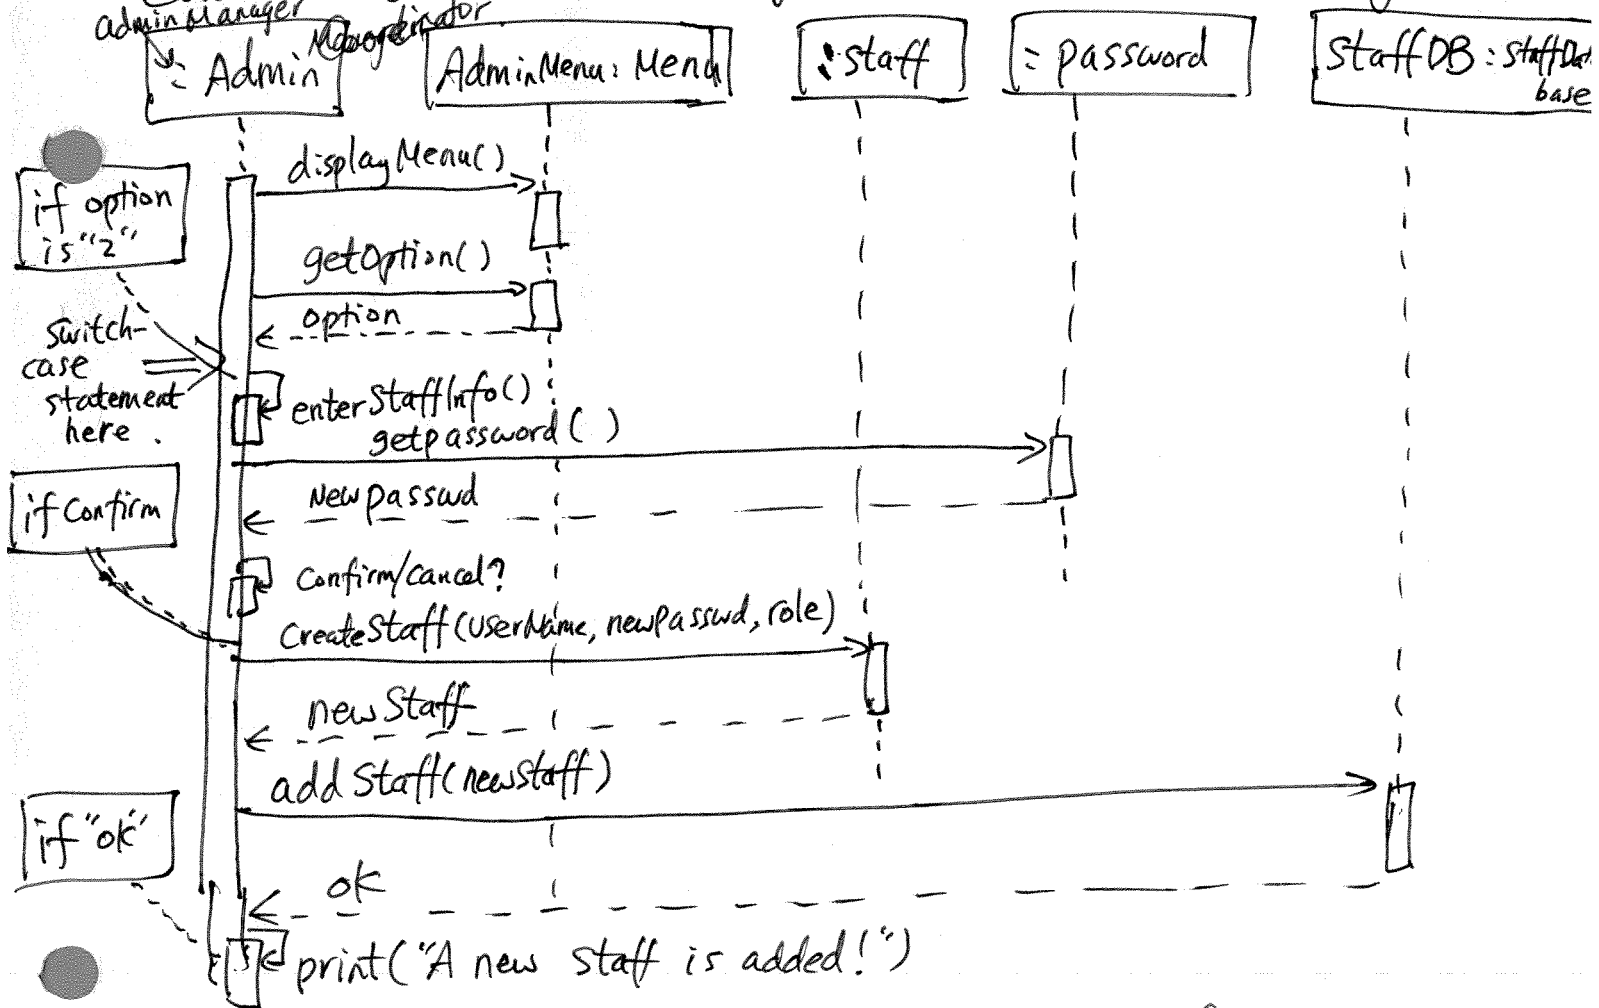 adminManager
: Admin
AdminMenu: Menu
: staff
: password
StaffDB: StaffData
base
displayMenu()
if option
is "2"
getOption()
option
switch-
case
statement
here.
enterStaffInfo()
getpassword( )
Newpasswd
if Confirm
Confirm/Cancel?
CreateStaff(UserName, newPasswd, role)
newStaff
addStaff(newStaff)
if "ok"
ok
print("A new Staff is added!")